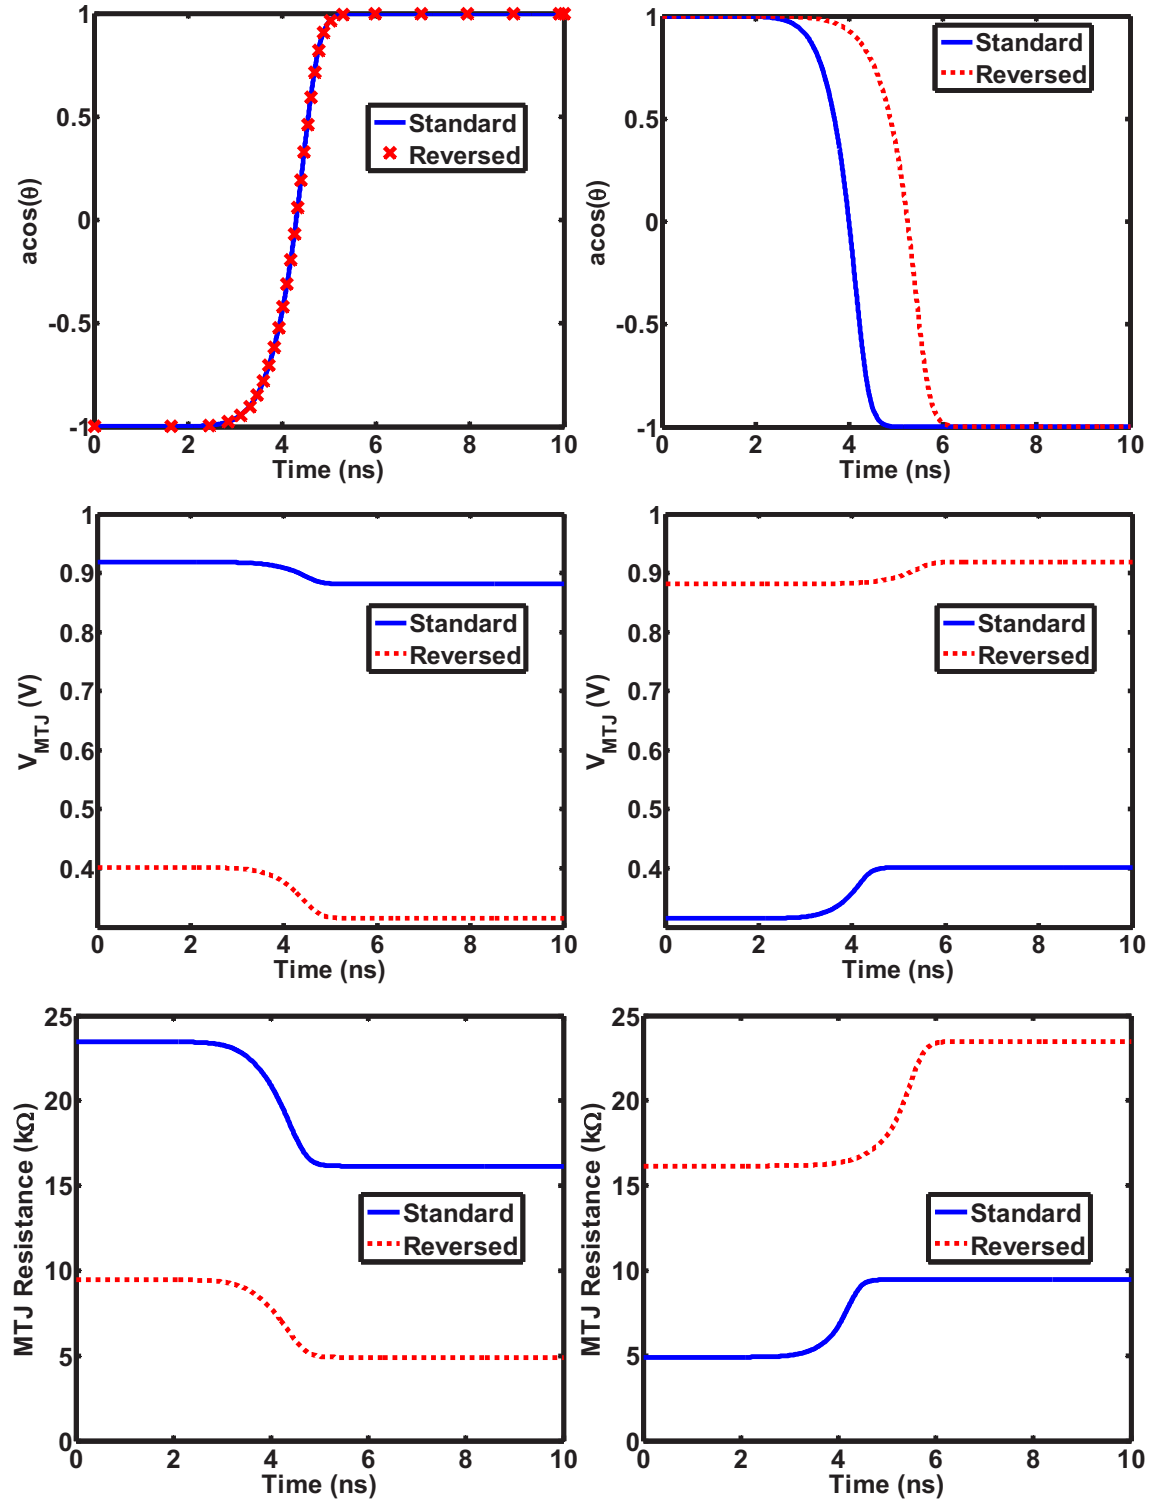 1
0.5
0
-0.5
-1
acos(θ)
Standard
Reversed
0 2 4 6 8 10
Time (ns)
1
0.5
0
-0.5
-1
acos(θ)
Standard
Reversed
0 2 4 6 8 10
Time (ns)
1
0.9
0.8
0.7
0.6
0.5
0.4
V_MTJ (V)
Standard
Reversed
0 2 4 6 8 10
Time (ns)
1
0.9
0.8
0.7
0.6
0.5
0.4
V_MTJ (V)
Standard
Reversed
0 2 4 6 8 10
Time (ns)
25
20
15
10
5
0
MTJ Resistance (kΩ)
Standard
Reversed
0 2 4 6 8 10
Time (ns)
25
20
15
10
5
0
MTJ Resistance (kΩ)
Standard
Reversed
0 2 4 6 8 10
Time (ns)